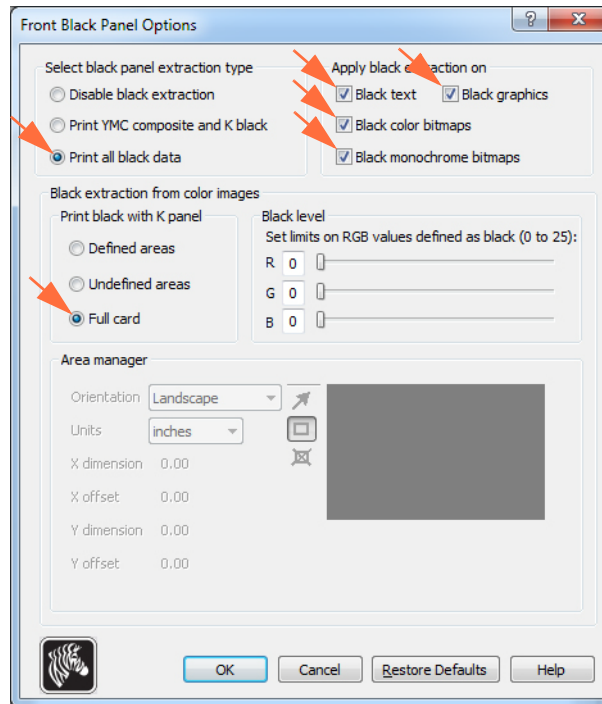 Front Black Panel Options
Select black panel extraction type
Disable black extraction
Print YMC composite and K black
Print all black data
Apply black extraction on
Black text
Black graphics
Black color bitmaps
Black monochrome bitmaps
Black extraction from color images
Print black with K panel
Defined areas
Undefined areas
Full card
Black level
Set limits on RGB values defined as black (0 to 25):
R 0
G 0
B 0
Area manager
Orientation Landscape
Units inches
X dimension 0.00
X offset 0.00
Y dimension 0.00
Y offset 0.00
OK Cancel Restore Defaults Help